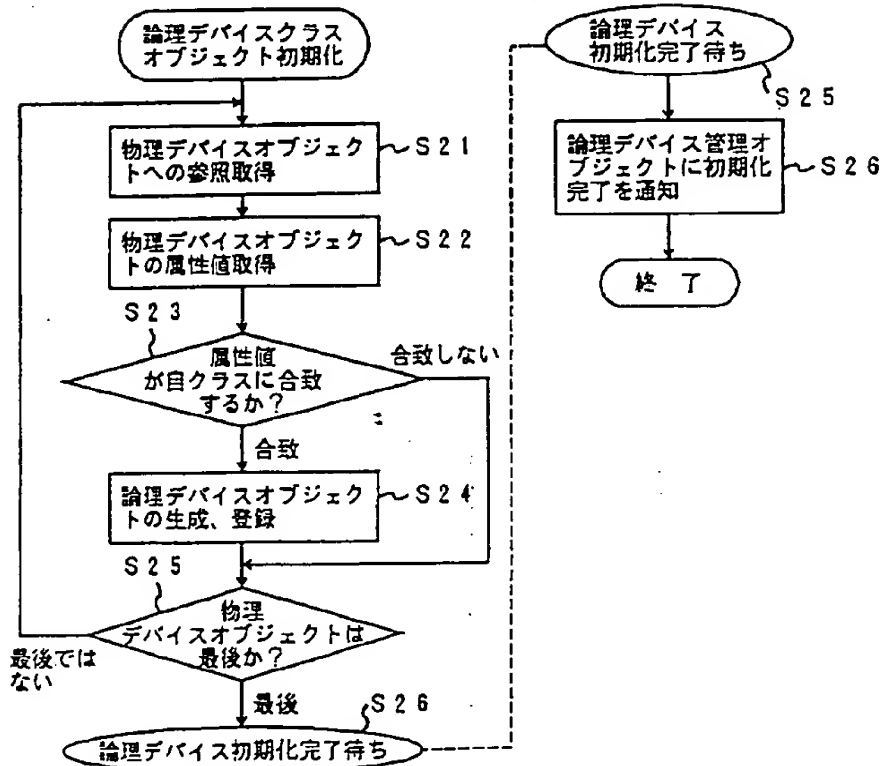 論理デバイスクラス
オブジェクト初期化
物理デバイスオブジェク
トへの参照取得
S21
物理デバイスオブジェク
トの属性値取得
S22
S23
属性値
が自クラスに合致
するか？
合致しない
合致
論理デバイスオブジェク
トの生成、登録
S24
S25
物理
デバイスオブジェクトは
最後か？
最後では
ない
最後
S26
論理デバイス初期化完了待ち
論理デバイス
初期化完了待ち
S25
論理デバイス管理オ
ブジェクトに初期化
完了を通知
S26
終 了